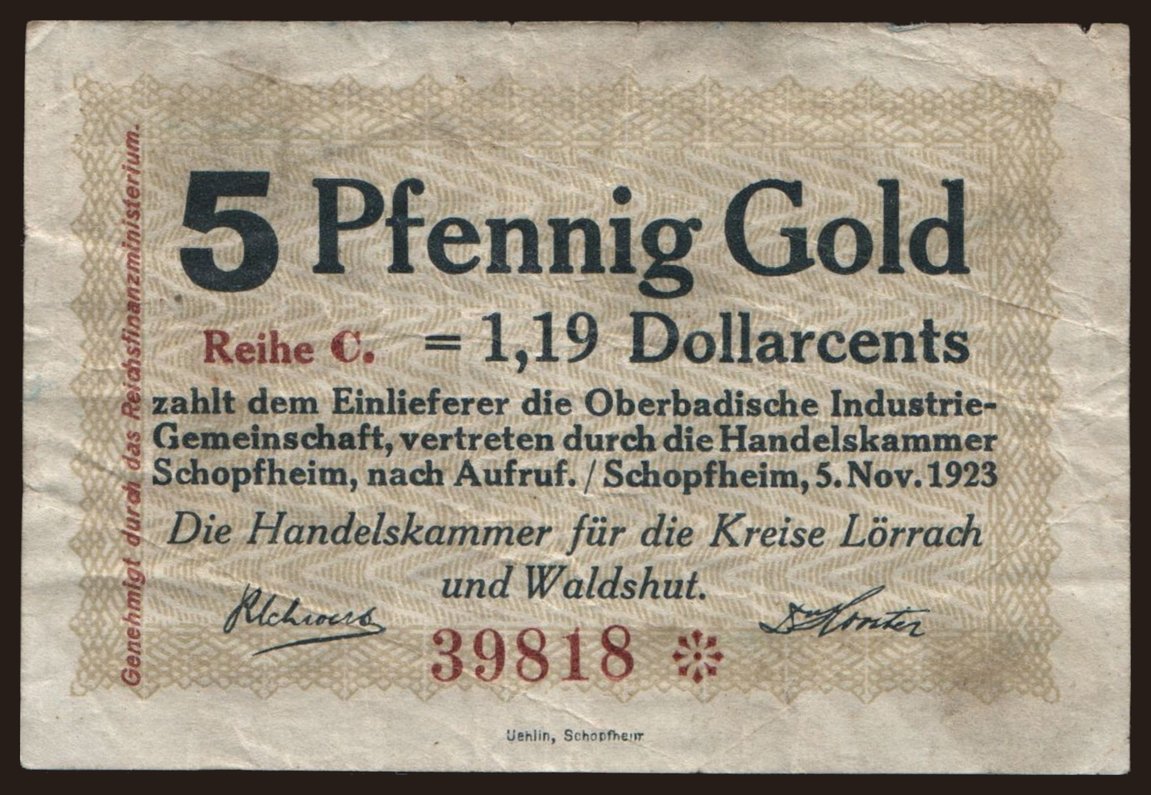 5 Pfennig Gold
Reihe C. = 1,19 Dollarcents
zahlt dem Einlieferer die Oberbadische Industrie-
Gemeinschaft, vertreten durch die Handelskammer
Schopfheim, nach Aufruf. / Schopfheim, 5. Nov. 1923
Die Handelskammer für die Kreise Lörrach
und Waldshut.
39818
Genehmigt durch das Reichsfinanzministerium.
Uehlin, Schopfheim